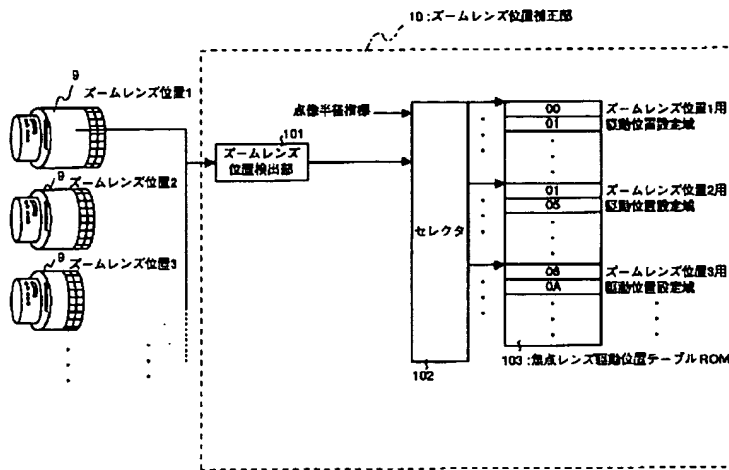 10:ズームレンズ位置補正部
9
ズームレンズ位置1
点像半径指標
101
ズームレンズ
位置検出部
00
01
ズームレンズ位置1用
駆動位置設定域
9
ズームレンズ位置2
セレクタ
01
05
ズームレンズ位置2用
駆動位置設定域
9
ズームレンズ位置3
08
0A
ズームレンズ位置3用
駆動位置設定域
102
103:焦点レンズ駆動位置テーブルROM